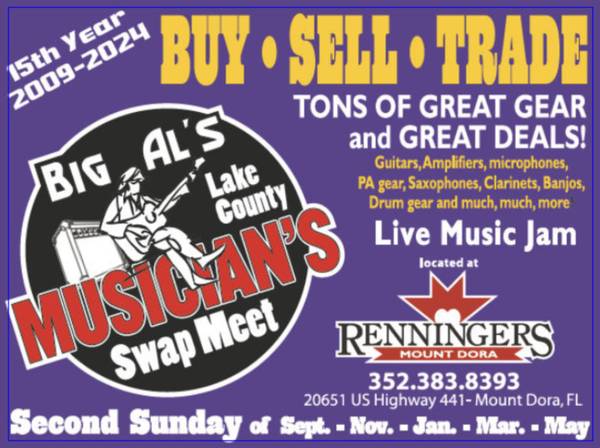 15th Year
2009-2024
BUY • SELL • TRADE
TONS OF GREAT GEAR
and GREAT DEALS!
Guitars, Amplifiers, microphones,
PA gear, Saxophones, Clarinets, Banjos,
Drum gear and much, much, more
Live Music Jam
located at
RENNINGERS
MOUNT DORA
352.383.8393
20651 US Highway 441- Mount Dora, FL
BIG AL'S
Lake
County
MUSICIAN'S
Swap Meet
Second Sunday of Sept. - Nov. - Jan. - Mar. - May